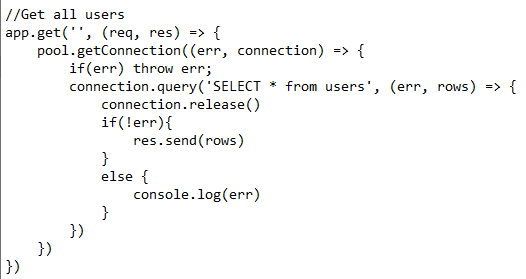 //Get all users
app.get('', (req, res) => {
    pool.getConnection((err, connection) => {
        if(err) throw err;
        connection.query('SELECT * from users', (err, rows) => {
            connection.release()
            if(!err){
                res.send(rows)
            }
            else {
                console.log(err)
            }
        })
    })
})